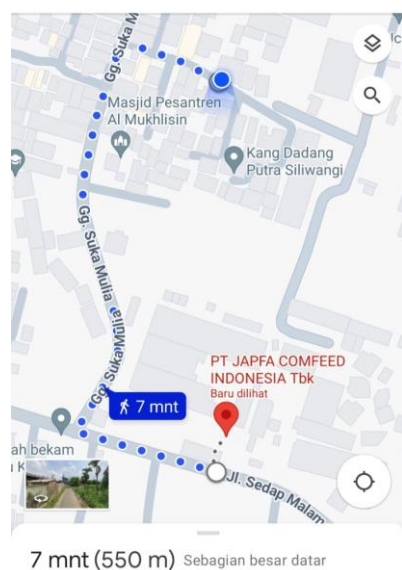 Gg. Suka M
Masjid Pesantren
Al Mukhlisin
Kang Dadang
Putra Siliwangi
Gg. Suka Mulia
Gg. Suka Mulia
PT JAPFA COMFEED
INDONESIA Tbk
Baru dilihat
7 mnt
ah bekam
Jl. Sedap Malam
7 mnt (550 m) Sebagian besar datar